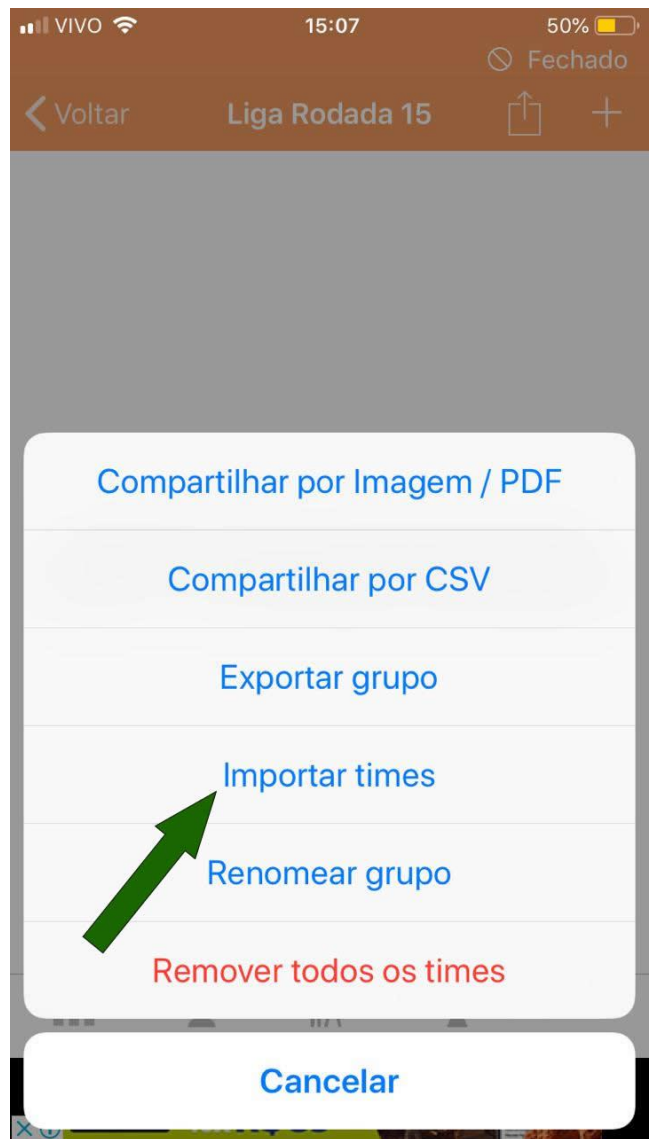 VIVO 15:07 50%
Fechado
Voltar Liga Rodada 15
Compartilhar por Imagem / PDF
Compartilhar por CSV
Exportar grupo
Importar times
Renomear grupo
Remover todos os times
Cancelar